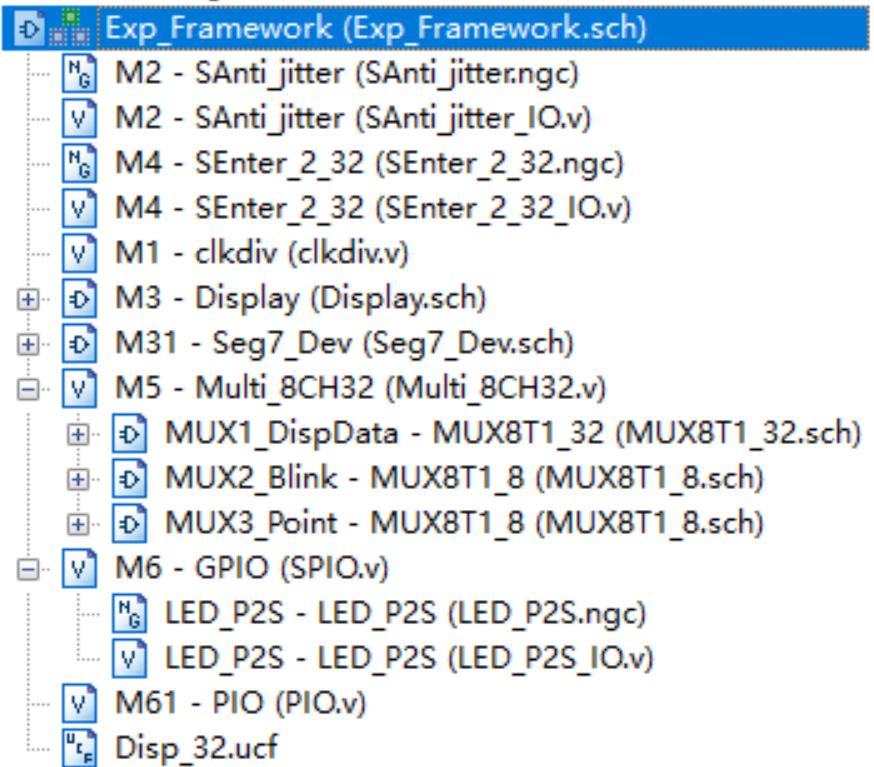 Exp_Framework (Exp_Framework.sch)
M2 - SAnti_jitter (SAnti_jitter.ngc)
M2 - SAnti_jitter (SAnti_jitter_IO.v)
M4 - SEnter_2_32 (SEnter_2_32.ngc)
M4 - SEnter_2_32 (SEnter_2_32_IO.v)
M1 - clkdiv (clkdiv.v)
M3 - Display (Display.sch)
M31 - Seg7_Dev (Seg7_Dev.sch)
M5 - Multi_8CH32 (Multi_8CH32.v)
MUX1_DispData - MUX8T1_32 (MUX8T1_32.sch)
MUX2_Blink - MUX8T1_8 (MUX8T1_8.sch)
MUX3_Point - MUX8T1_8 (MUX8T1_8.sch)
M6 - GPIO (SPIO.v)
LED_P2S - LED_P2S (LED_P2S.ngc)
LED_P2S - LED_P2S (LED_P2S_IO.v)
M61 - PIO (PIO.v)
Disp_32.ucf